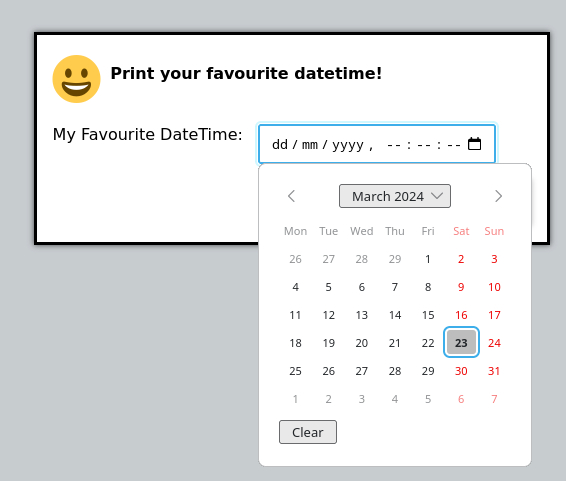 Print your favourite datetime!
My Favourite DateTime: dd/mm/yyyy, --:--:--
March 2024
Mon Tue Wed Thu Fri Sat Sun
26 27 28 29 1 2 3
4 5 6 7 8 9 10
11 12 13 14 15 16 17
18 19 20 21 22 23 24
25 26 27 28 29 30 31
1 2 3 4 5 6 7
Clear